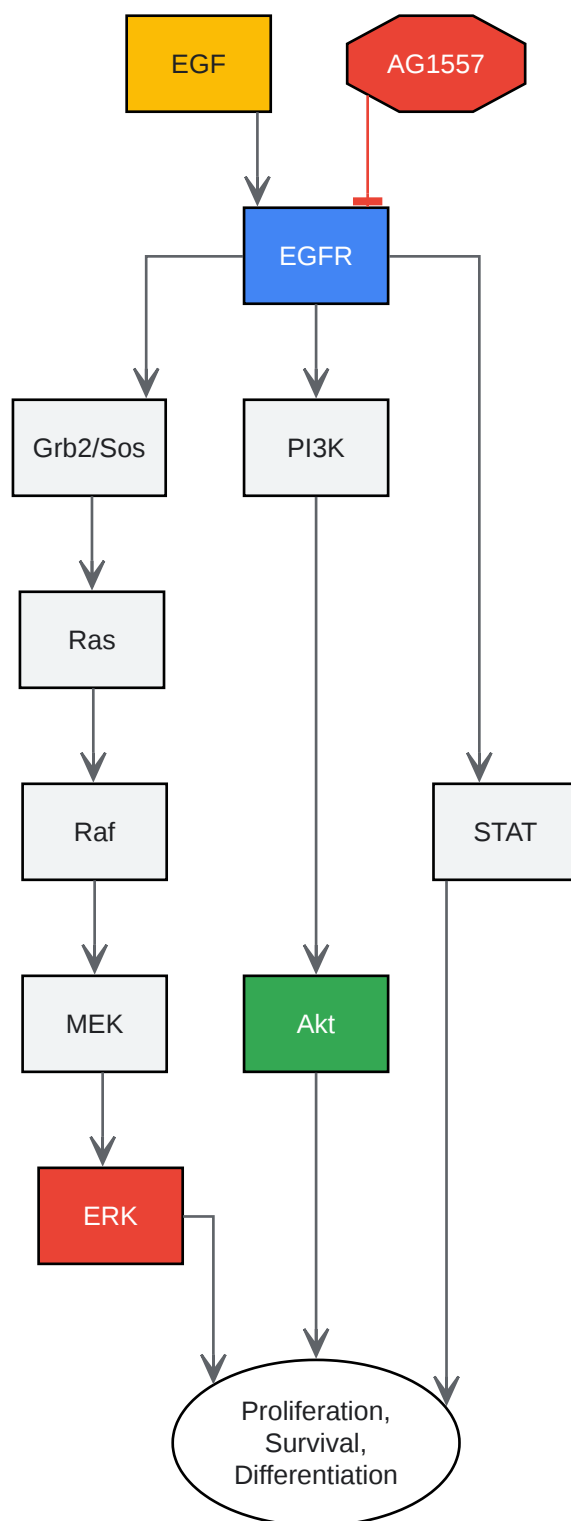 EGF
AG1557
EGFR
Grb2/Sos
PI3K
Ras
Raf
STAT
MEK
Akt
ERK
Proliferation,
Survival,
Differentiation